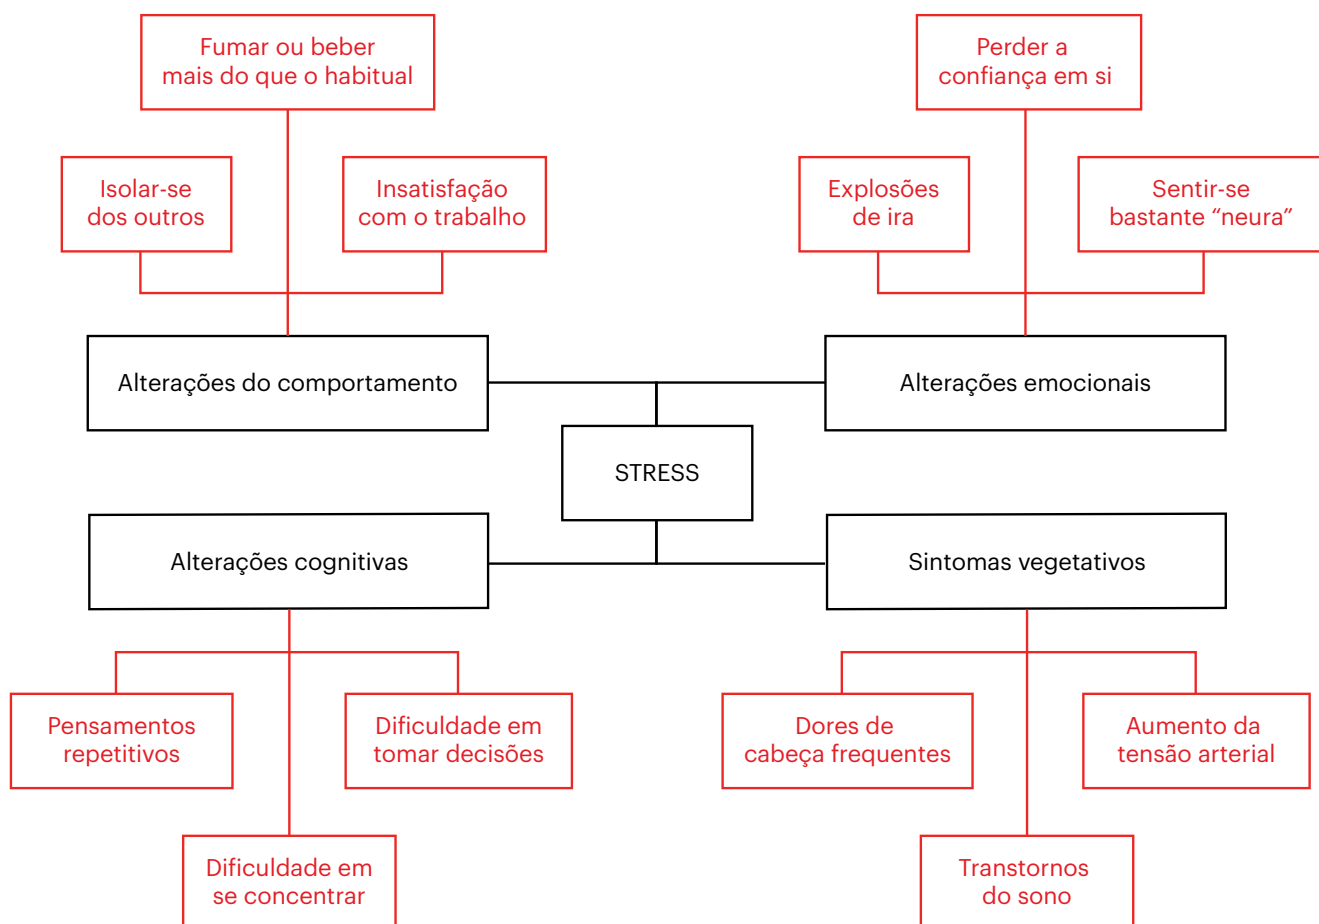 Fumar ou beber
mais do que o habitual
Perder a
confiança em si
Isolar-se
dos outros
Insatisfação
com o trabalho
Explosões
de ira
Sentir-se
bastante “neura”
Alterações do comportamento
Alterações emocionais
STRESS
Alterações cognitivas
Sintomas vegetativos
Pensamentos
repetitivos
Dificuldade em
tomar decisões
Dores de
cabeça frequentes
Aumento da
tensão arterial
Dificuldade em
se concentrar
Transtornos
do sono